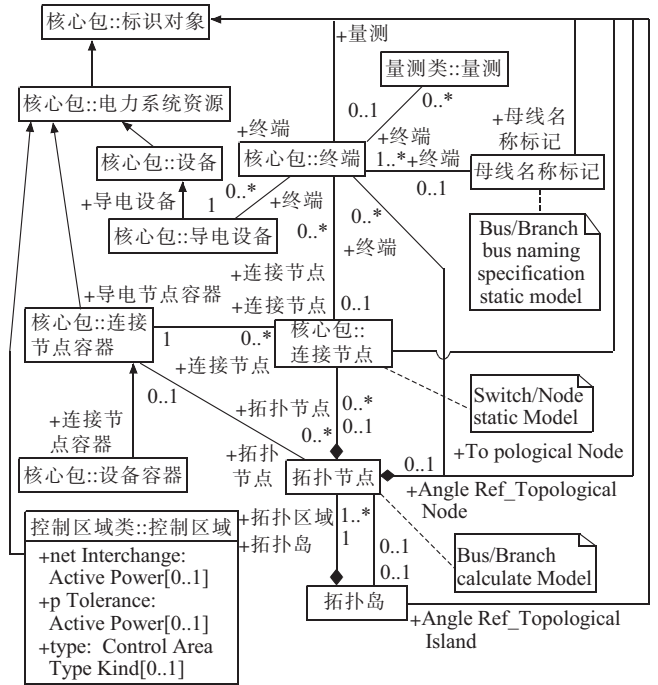 核心包::标识对象
+量测
量测类::量测
核心包::电力系统资源
0..1
0..*
+母线名
称标记
+终端
+终端
核心包::设备
核心包::终端
1..*+终端
母线名称标记
0..1
+导电设备
1
0..*
+终端
0..*
核心包::导电设备
0..*
+终端
Bus/Branch
bus naming
specification
static model
+连接节点
+导电节点容器
+连接节点
0..1
核心包::连接
节点容器
1
0..*
核心包::
连接节点
+连接节点
0..1
Switch/Node
static Model
+拓扑节点
0..*
0..1
+连接节
点容器
0..*
+拓扑
节点
+To pological Node
核心包::设备容器
拓扑节点
0..1
+Angle Ref_Topological
Node
控制区域类::控制区域
+拓扑区域
1..*
+拓扑岛
1
0..1
+net Interchange:
Active Power[0..1]
+p Tolerance:
Active Power[0..1]
+type: Control Area
Type Kind[0..1]
Bus/Branch
calculate Model
0..1
拓扑岛
+Angle Ref_Topological
Island